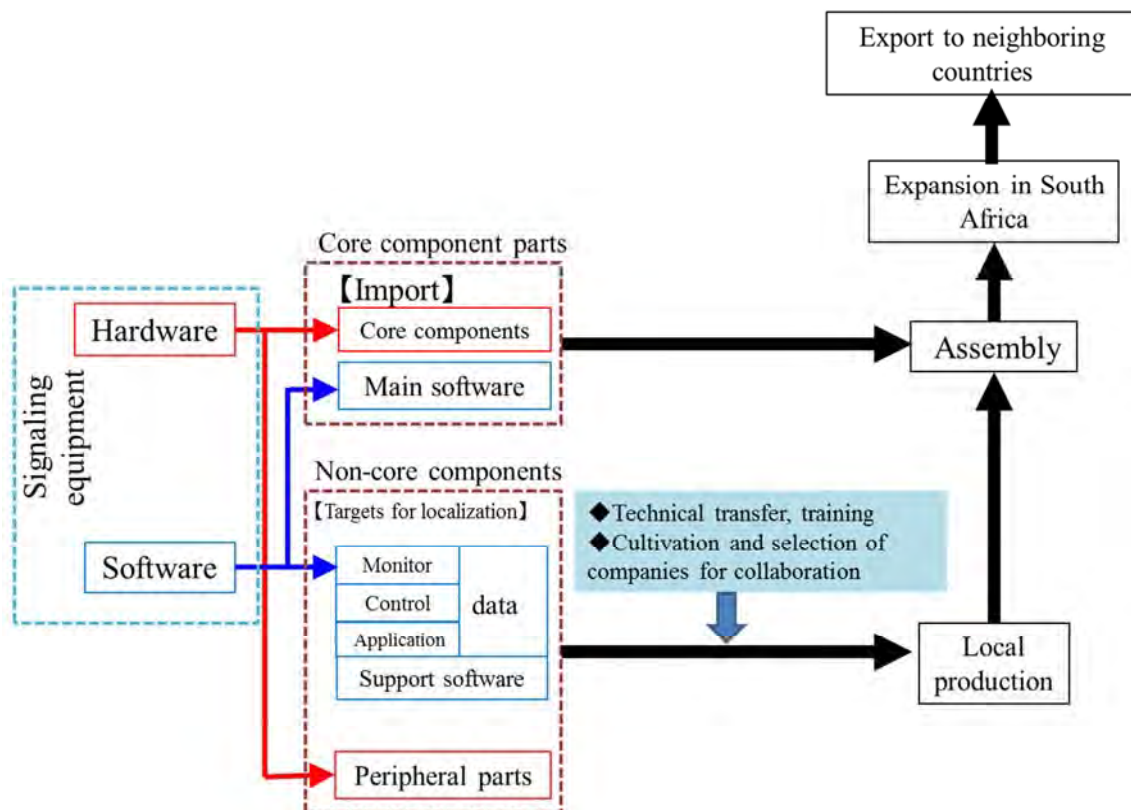 Export to neighboring
countries
Expansion in South
Africa
Core component parts
【Import】
Hardware
Core components
Assembly
Main software
Signaling
equipment
Non-core components
【Targets for localization】
◆Technical transfer, training
◆Cultivation and selection of
companies for collaboration
Software
Monitor
Control
data
Application
Support software
Local
production
Peripheral parts